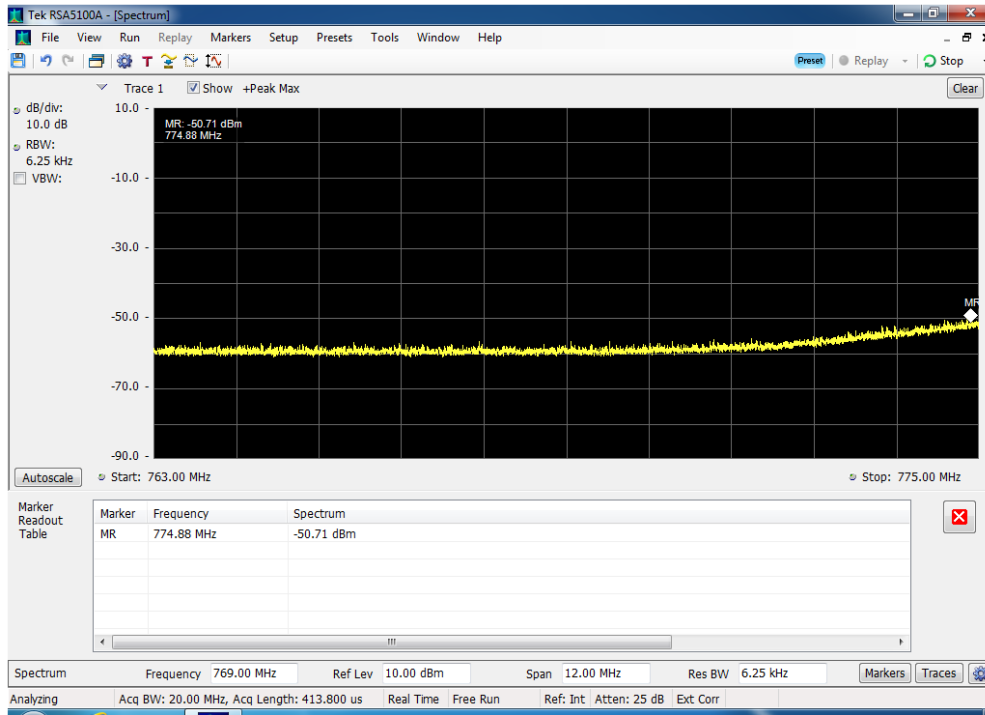 Tek RSA5100A - [Spectrum]
File View Run Replay Markers Setup Presets Tools Window Help
T Preset Replay Stop
Trace 1 Show +Peak Max Clear
dB/div:
10.0 dB
RBW:
6.25 kHz
VBW:
10.0
MR: -50.71 dBm
774.88 MHz
-10.0
-30.0
MR
-50.0
-70.0
-90.0
Autoscale Start: 763.00 MHz Stop: 775.00 MHz
Marker
Readout
Table
Marker Frequency Spectrum
MR 774.88 MHz -50.71 dBm
Spectrum Frequency 769.00 MHz Ref Lev 10.00 dBm Span 12.00 MHz Res BW 6.25 kHz Markers Traces
Analyzing Acq BW: 20.00 MHz, Acq Length: 413.800 us Real Time Free Run Ref: Int Atten: 25 dB Ext Corr